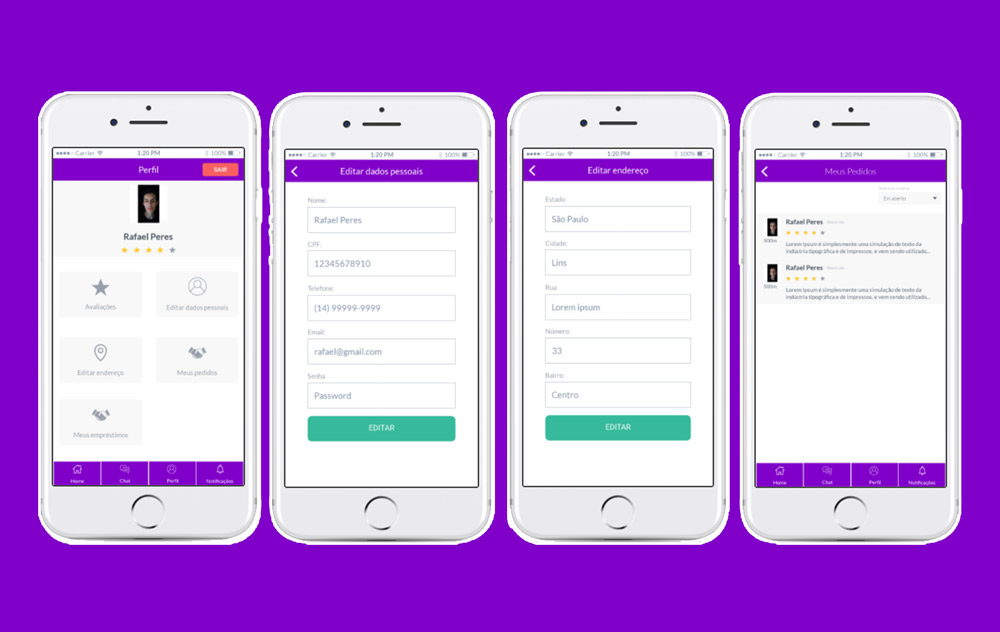 Carrier 1:20 PM 100%
Perfil SAIR
Rafael Peres
Avaliações Editar dados pessoais
Editar endereço Meus pedidos
Meus empréstimos
Home Chat Perfil Notificações
Carrier 1:20 PM 100%
Editar dados pessoais
Nome:
Rafael Peres
CPF:
12345678910
Telefone:
(14) 99999-9999
Email:
rafael@gmail.com
Senha
Password
EDITAR
Carrier 1:20 PM 100%
Editar endereço
Estado:
São Paulo
Cidade:
Lins
Rua:
Lorem ipsum
Número:
33
Bairro:
Centro
EDITAR
Carrier 1:20 PM 100%
Meus Pedidos
Em aberto
Rafael Peres
500m
Lorem Ipsum é simplesmente uma simulação de texto da
indústria tipográfica e de impressos, e vem sendo utilizado...
Rafael Peres
500m
Lorem Ipsum é simplesmente uma simulação de texto da
indústria tipográfica e de impressos, e vem sendo utilizado...
Home Chat Perfil Notificações